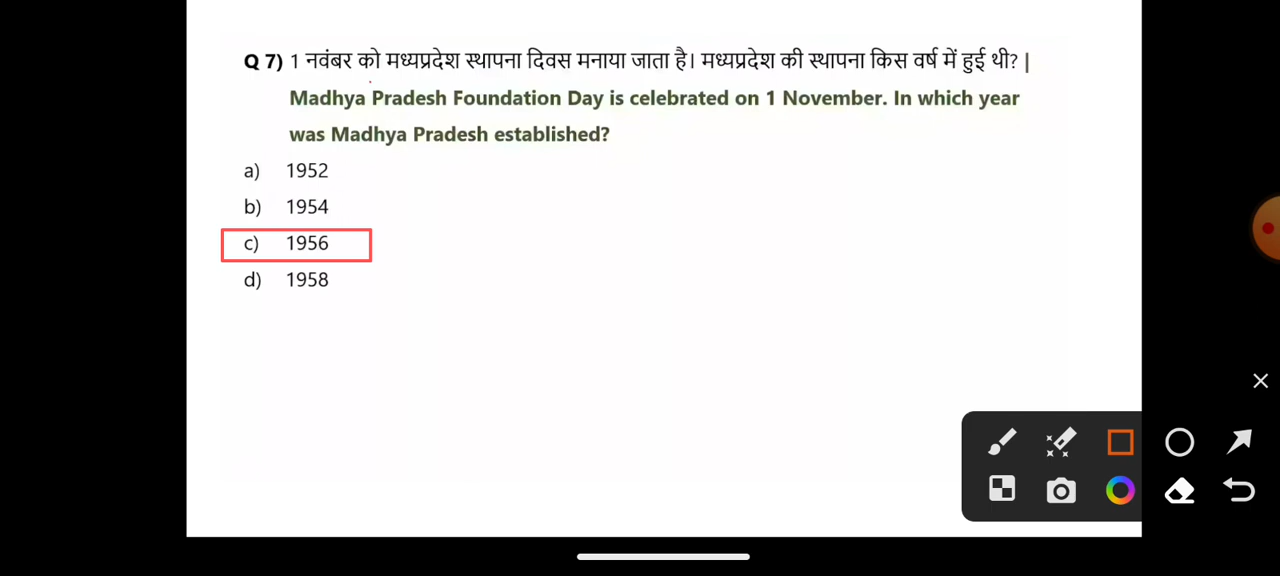 Q 7) 1 नवंबर को मध्यप्रदेश स्थापना दिवस मनाया जाता है। मध्यप्रदेश की स्थापना किस वर्ष में हुई थी? |
Madhya Pradesh Foundation Day is celebrated on 1 November. In which year
was Madhya Pradesh established?
a) 1952
b) 1954
c) 1956
d) 1958